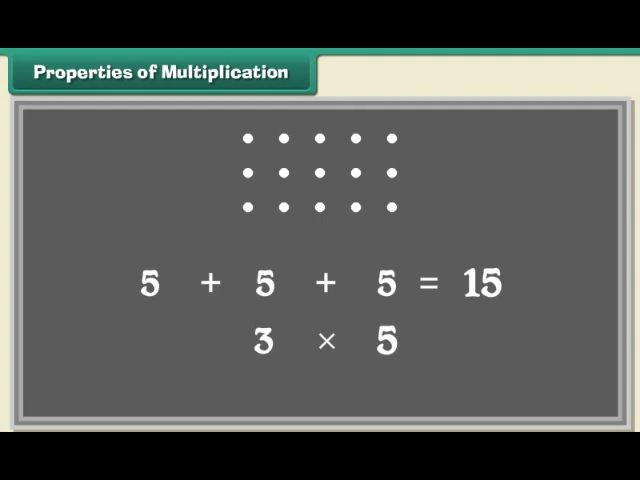 Properties of Multiplication
5 + 5 + 5 = 15
3 × 5